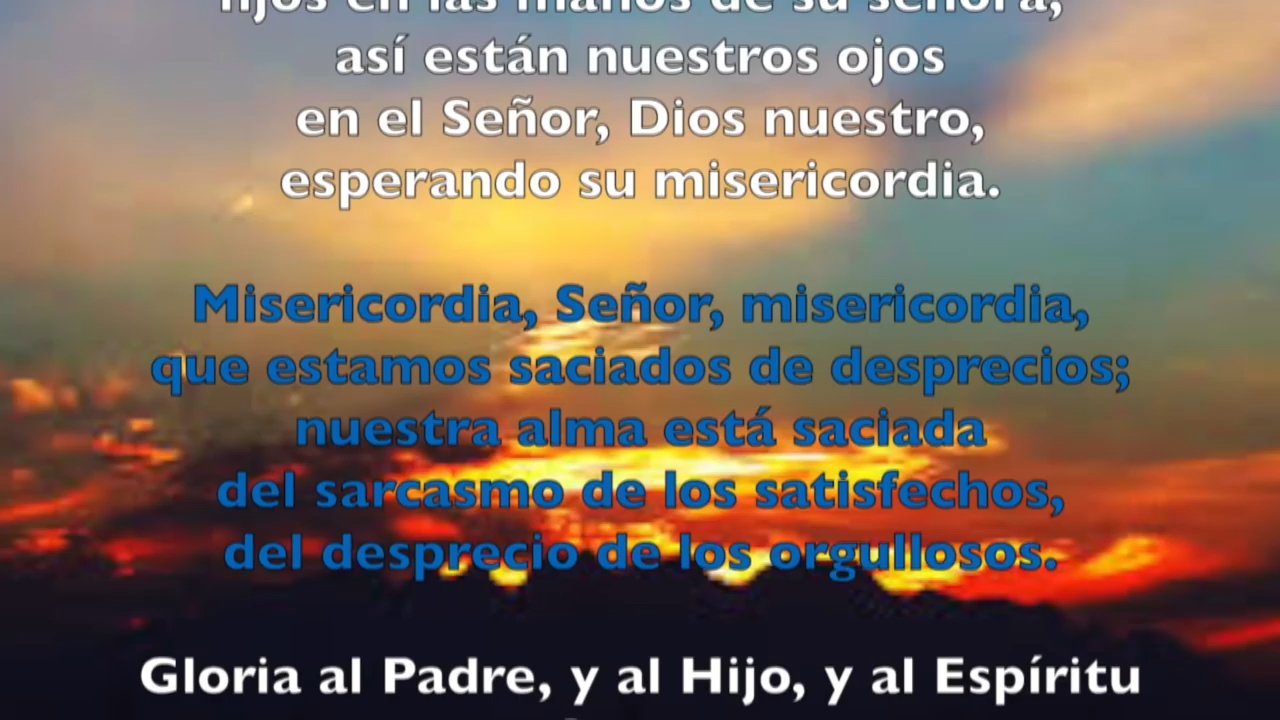 fijos en las manos de su señora,
así están nuestros ojos
en el Señor, Dios nuestro,
esperando su misericordia.
Misericordia, Señor, misericordia,
que estamos saciados de desprecios;
nuestra alma está saciada
del sarcasmo de los satisfechos,
del desprecio de los orgullosos.
Gloria al Padre, y al Hijo, y al Espíritu